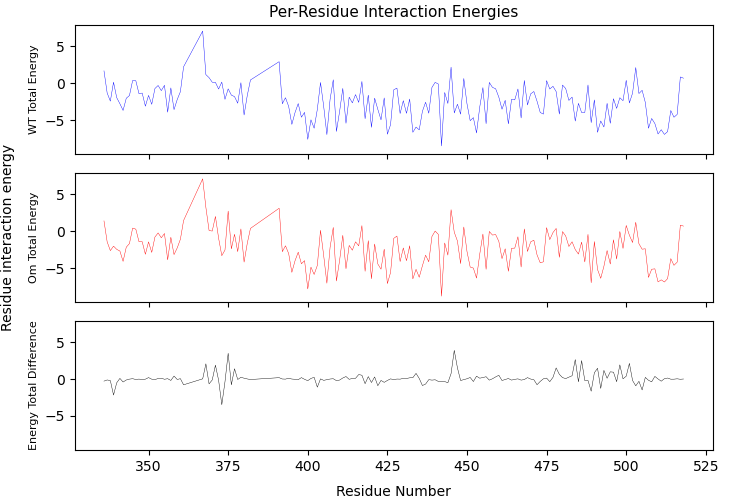 Per-Residue Interaction Energies
Residue interaction energy
WT Total Energy
5
0
−5
Om Total Energy
5
0
−5
Energy Total Difference
5
0
−5
350 375 400 425 450 475 500 525
Residue Number